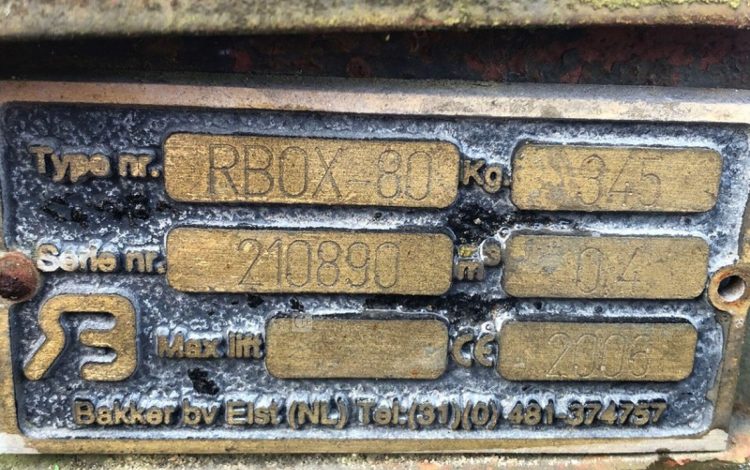 Type nr. RBOX-80 Kg. 345
Serie nr. 210890 m³ 0.4
Max lift CE 2006
Bakker bv Elst (NL) Tel.(31)(0) 481-374757